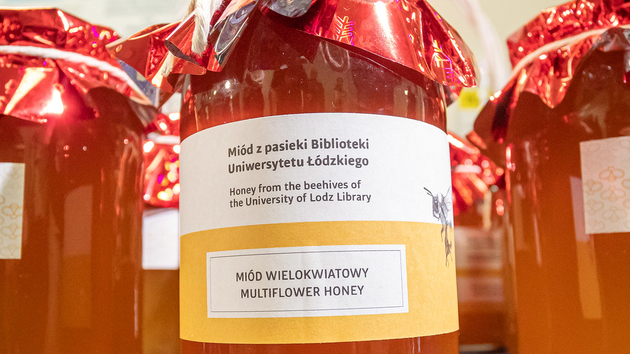 Miód z pasieki Biblioteki
Uniwersytetu Łódzkiego
Honey from the beehives of
the University of Lodz Library
MIÓD WIELOKWIATOWY
MULTIFLOWER HONEY